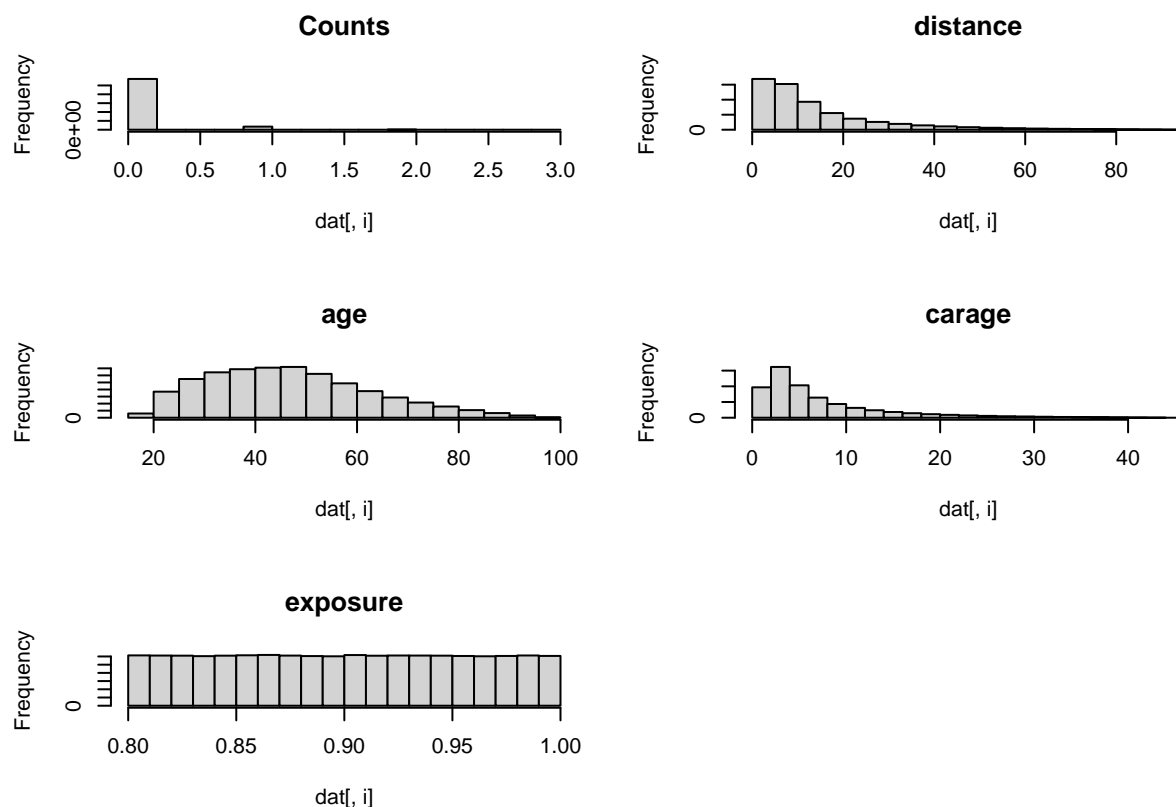 Counts
Frequency
0e+00
0.0 0.5 1.0 1.5 2.0 2.5 3.0
dat[, i]
distance
Frequency
0
0 20 40 60 80
dat[, i]
age
Frequency
0
20 40 60 80 100
dat[, i]
carage
Frequency
0
0 10 20 30 40
dat[, i]
exposure
Frequency
0
0.80 0.85 0.90 0.95 1.00
dat[, i]